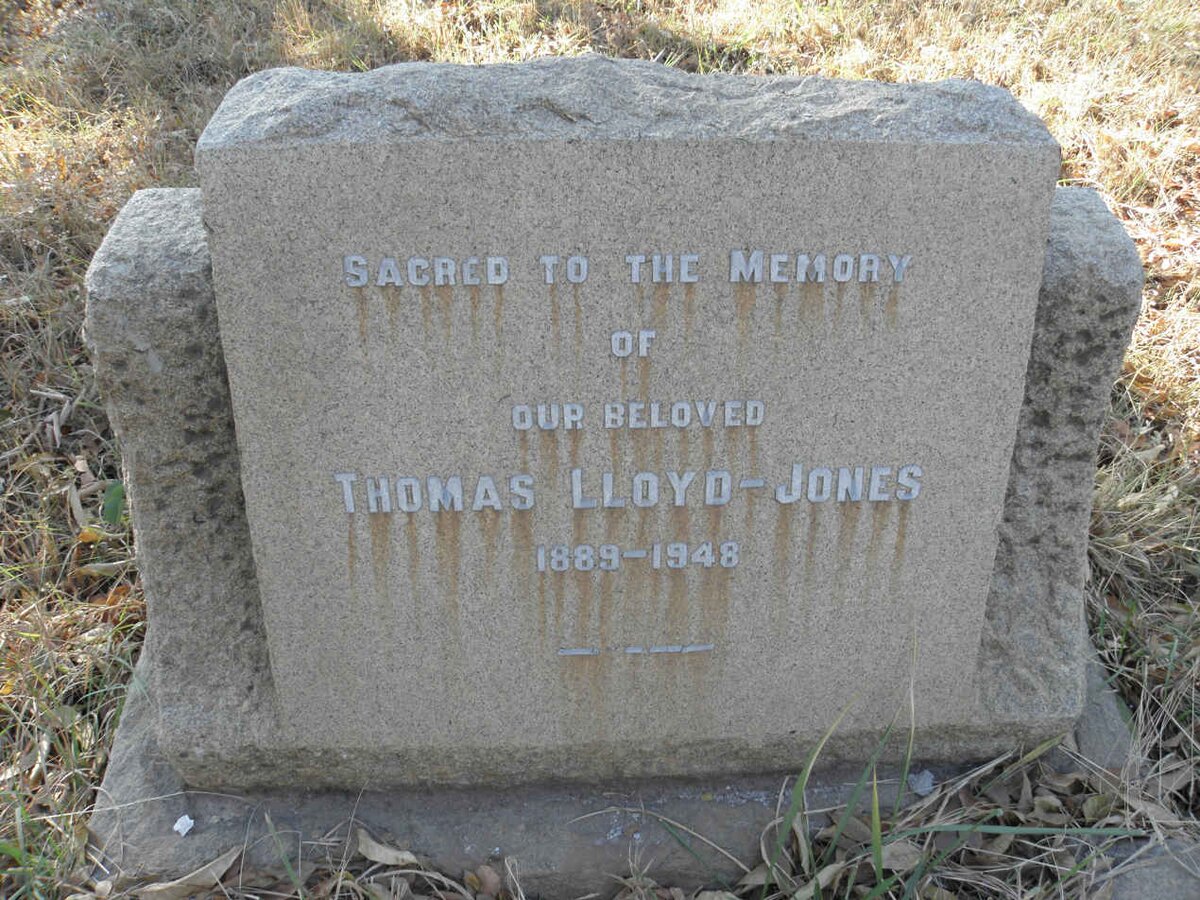 SACRED TO THE MEMORY
OF
OUR BELOVED
THOMAS LLOYD-JONES
1889-1948